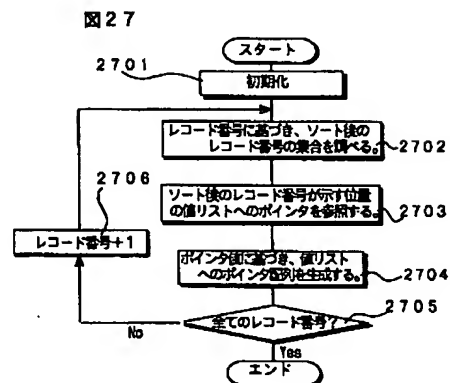 図27
スタート
2701
初期化
レコード番号に基づき、ソート後の
レコード番号の集合を調べる。
2702
2706
ソート後のレコード番号が示す位置
の値リストへのポインタを参照する。
2703
レコード番号+1
ポインタ後に基づき、値リスト
へのポインタ配列を生成する。
2704
全てのレコード番号?
2705
No
Yes
エンド